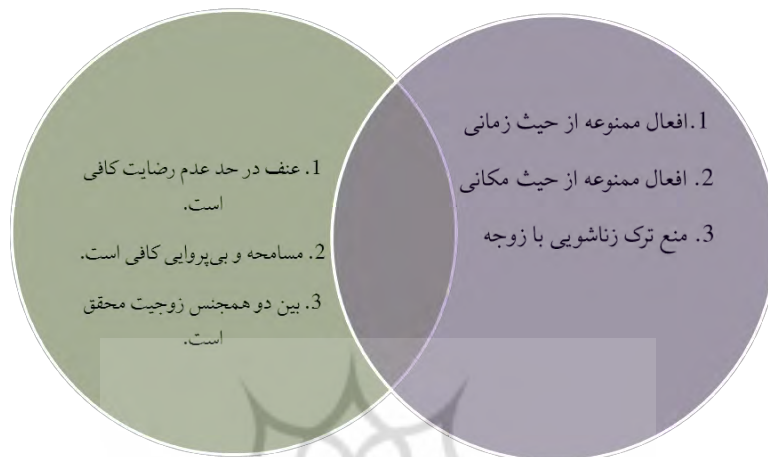 1. افعال ممنوعه از حیث زمانی
2. افعال ممنوعه از حیث مکانی
3. منع ترک زناشویی با زوجه
1. عنف در حد عدم رضایت کافی
است.
2. مسامحه و بی‌پروایی کافی است.
3. بین دو همجنس زوجیت محقق
است.